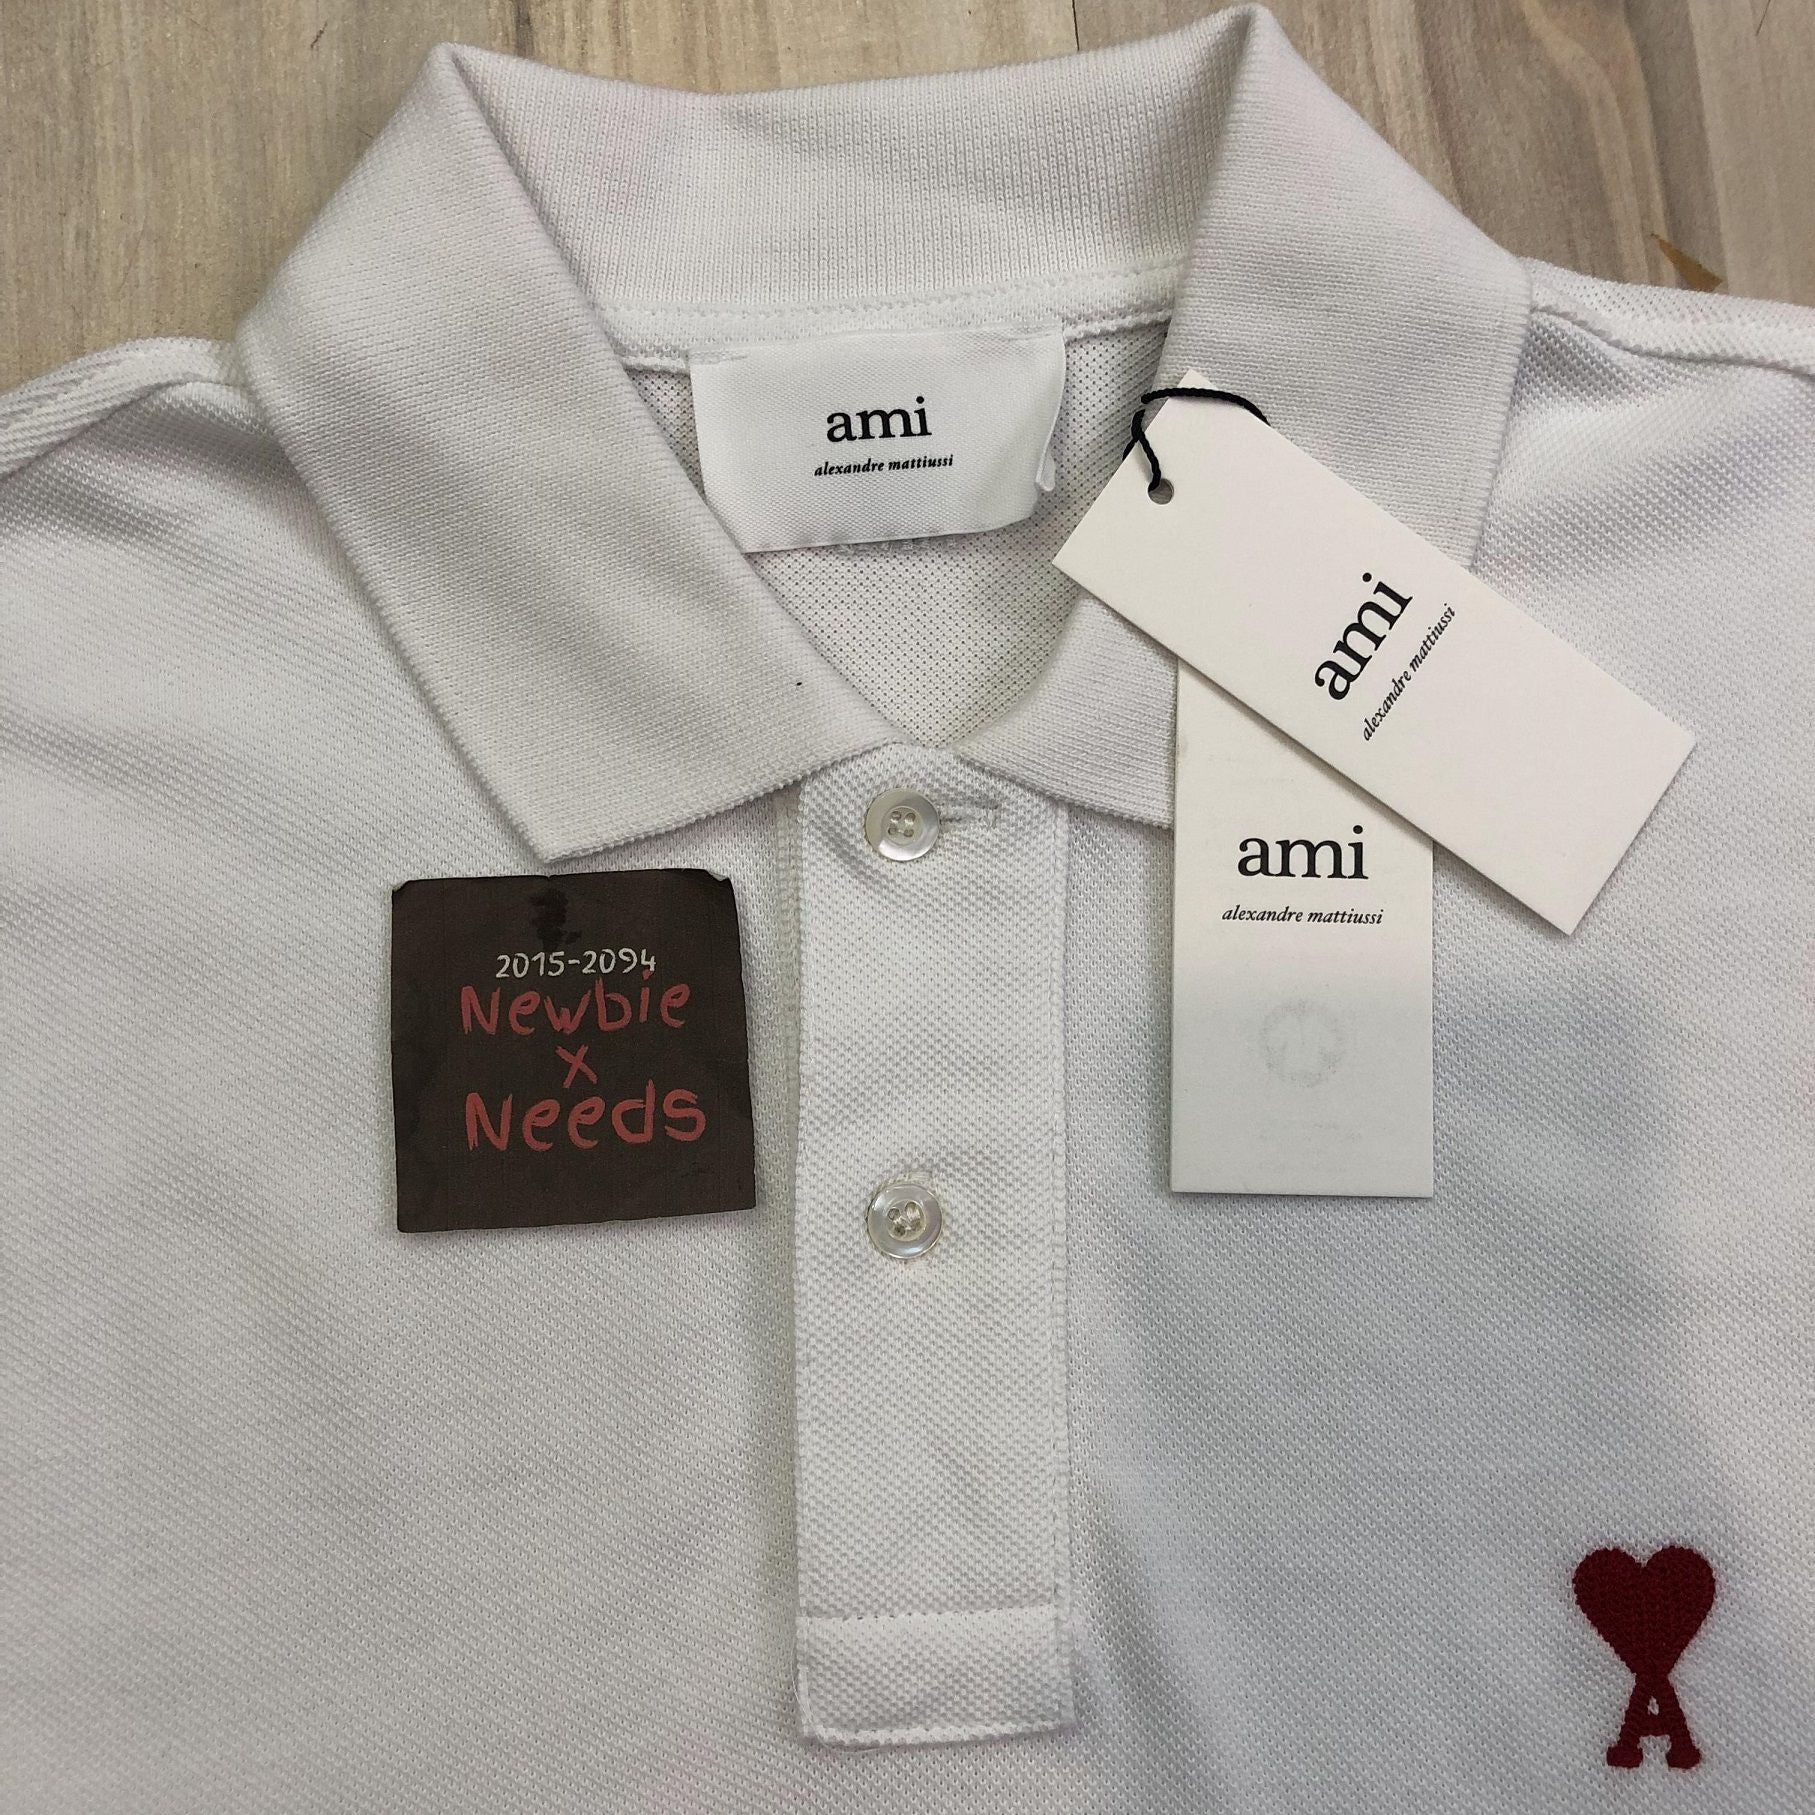 ami
alexandre mattiussi
ami
alexandre mattiussi
ami
alexandre mattiussi
2015-2094
Newbie
x
Needs
A